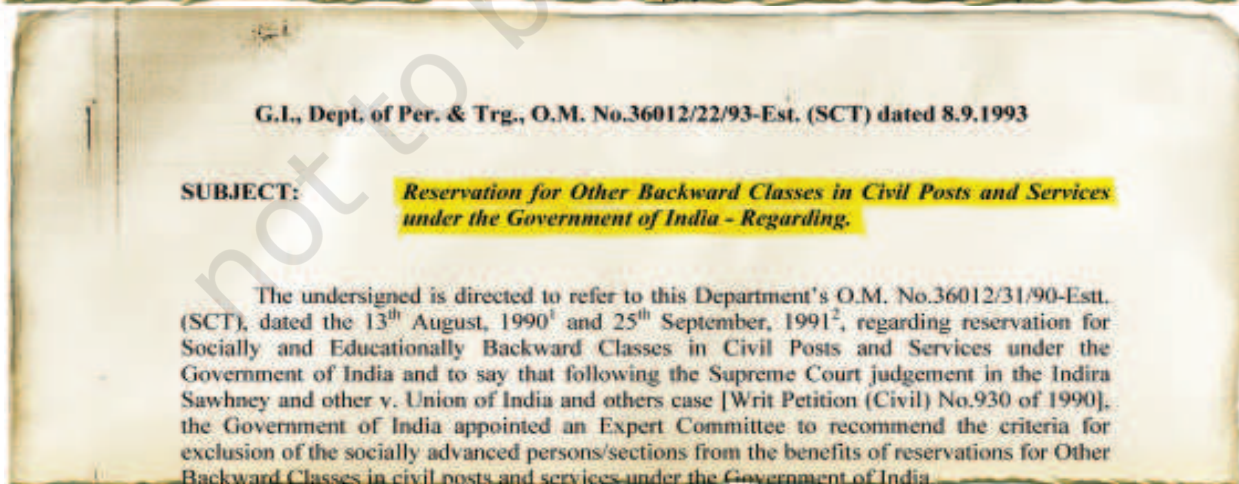 not to b
G.I., Dept. of Per. & Trg., O.M. No.36012/22/93-Est. (SCT) dated 8.9.1993
SUBJECT: Reservation for Other Backward Classes in Civil Posts and Services
under the Government of India - Regarding.
The undersigned is directed to refer to this Department's O.M. No.36012/31/90-Estt.
(SCT), dated the 13th August, 1990¹ and 25th September, 1991², regarding reservation for
Socially and Educationally Backward Classes in Civil Posts and Services under the
Government of India and to say that following the Supreme Court judgement in the Indira
Sawhney and other v. Union of India and others case [Writ Petition (Civil) No.930 of 1990],
the Government of India appointed an Expert Committee to recommend the criteria for
exclusion of the socially advanced persons/sections from the benefits of reservations for Other
Backward Classes in civil posts and services under the Government of India